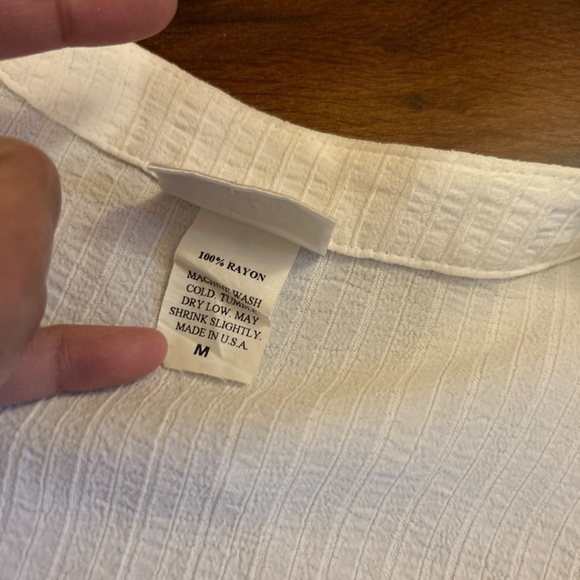 100% RAYON
MACHINE WASH
COLD. TUMBLE
DRY LOW. MAY
SHRINK SLIGHTLY.
MADE IN U.S.A.
M